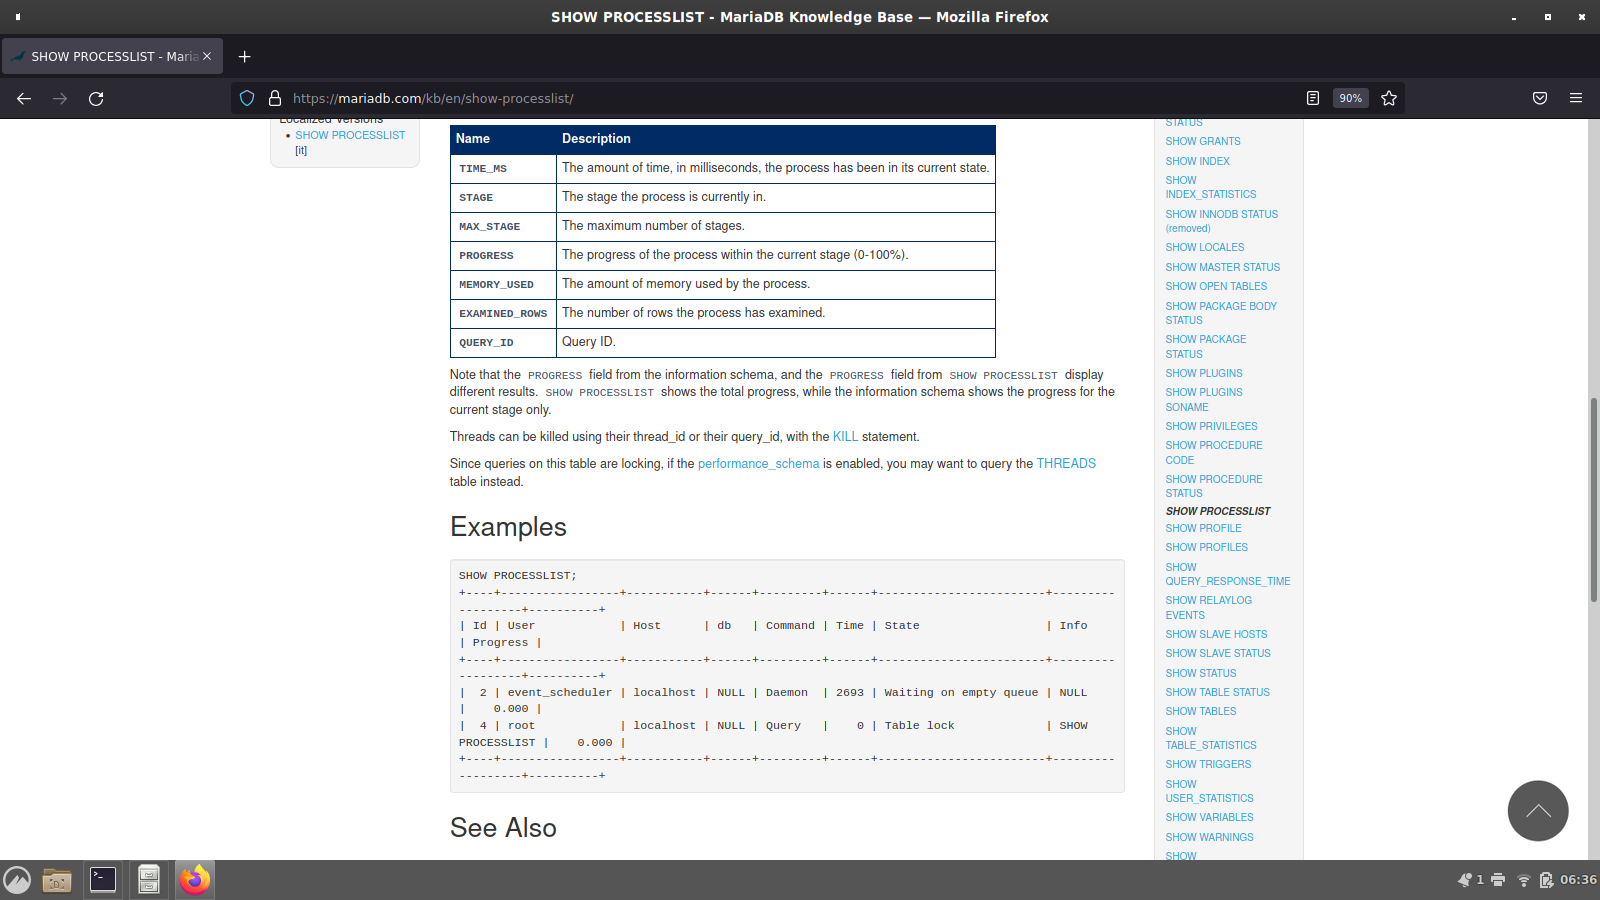 SHOW PROCESSLIST - MariaDB Knowledge Base — Mozilla Firefox
SHOW PROCESSLIST - Maria
https://mariadb.com/kb/en/show-processlist/
90%
Localized Versions
• SHOW PROCESSLIST
[it]
Name Description
TIME_MS The amount of time, in milliseconds, the process has been in its current state.
STAGE The stage the process is currently in.
MAX_STAGE The maximum number of stages.
PROGRESS The progress of the process within the current stage (0-100%).
MEMORY_USED The amount of memory used by the process.
EXAMINED_ROWS The number of rows the process has examined.
QUERY_ID Query ID.
Note that the PROGRESS field from the information schema, and the PROGRESS field from SHOW PROCESSLIST display
different results. SHOW PROCESSLIST shows the total progress, while the information schema shows the progress for the
current stage only.
Threads can be killed using their thread_id or their query_id, with the KILL statement.
Since queries on this table are locking, if the performance_schema is enabled, you may want to query the THREADS
table instead.
Examples
SHOW PROCESSLIST;
+----+-----------------+-----------+------+---------+------+------------------------+---------
---------+----------+
| Id | User            | Host      | db   | Command | Time | State                  | Info
| Progress |
+----+-----------------+-----------+------+---------+------+------------------------+---------
---------+----------+
|  2 | event_scheduler | localhost | NULL | Daemon  | 2693 | Waiting on empty queue | NULL
|    0.000 |
|  4 | root            | localhost | NULL | Query   |    0 | Table lock             | SHOW
PROCESSLIST |    0.000 |
+----+-----------------+-----------+------+---------+------+------------------------+---------
---------+----------+
See Also
STATUS
SHOW GRANTS
SHOW INDEX
SHOW
INDEX_STATISTICS
SHOW INNODB STATUS
(removed)
SHOW LOCALES
SHOW MASTER STATUS
SHOW OPEN TABLES
SHOW PACKAGE BODY
STATUS
SHOW PACKAGE
STATUS
SHOW PLUGINS
SHOW PLUGINS
SONAME
SHOW PRIVILEGES
SHOW PROCEDURE
CODE
SHOW PROCEDURE
STATUS
SHOW PROCESSLIST
SHOW PROFILE
SHOW PROFILES
SHOW
QUERY_RESPONSE_TIME
SHOW RELAYLOG
EVENTS
SHOW SLAVE HOSTS
SHOW SLAVE STATUS
SHOW STATUS
SHOW TABLE STATUS
SHOW TABLES
SHOW
TABLE_STATISTICS
SHOW TRIGGERS
SHOW
USER_STATISTICS
SHOW VARIABLES
SHOW WARNINGS
SHOW
1
06:36